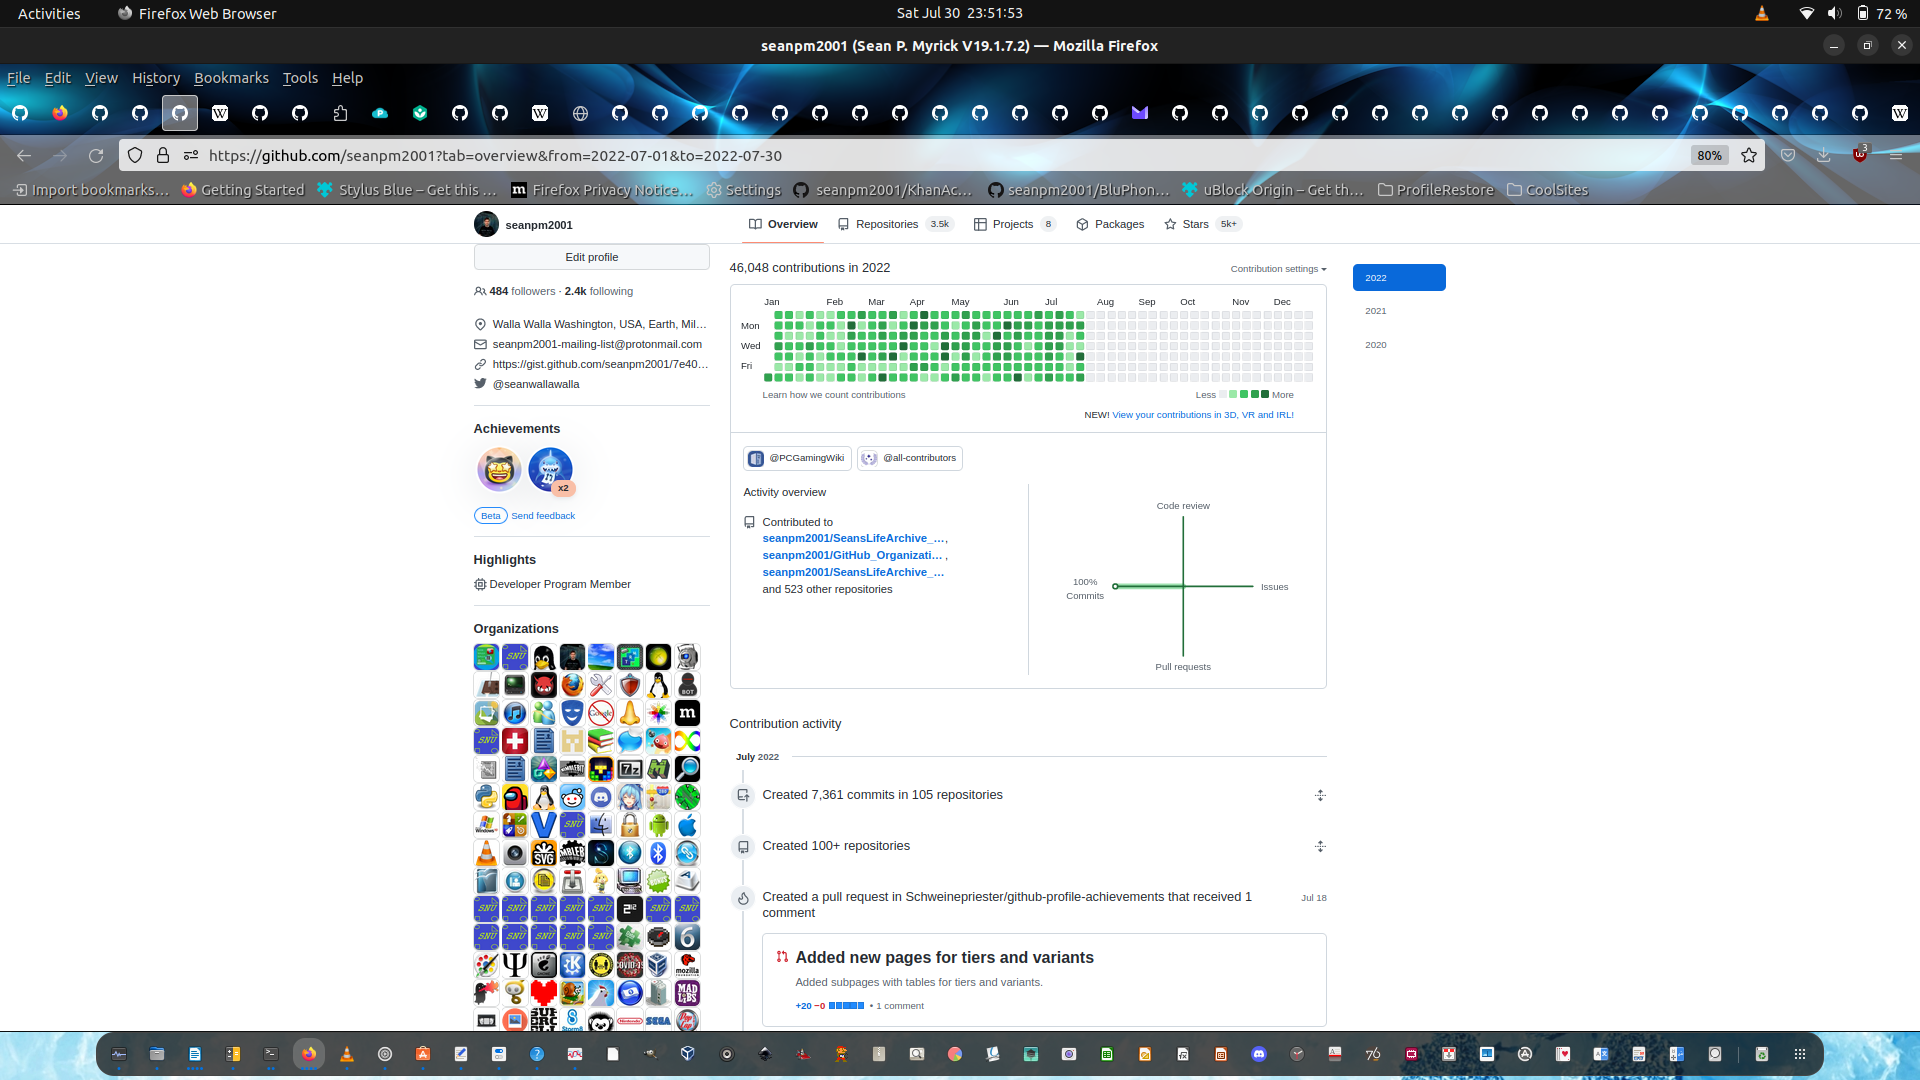 Activities
Firefox Web Browser
Sat Jul 30  23:51:53
72 %
seanpm2001 (Sean P. Myrick V19.1.7.2) — Mozilla Firefox
File Edit View History Bookmarks Tools Help
https://github.com/seanpm2001?tab=overview&from=2022-07-01&to=2022-07-30
80%
3
Import bookmarks… Getting Started Stylus Blue – Get this … Firefox Privacy Notice… Settings seanpm2001/KhanAc… seanpm2001/BluPhon… uBlock Origin – Get th… ProfileRestore CoolSites
seanpm2001
Overview Repositories 3.5k Projects 8 Packages Stars 5k+
Edit profile
484 followers · 2.4k following
Walla Walla Washington, USA, Earth, Mil…
seanpm2001-mailing-list@protonmail.com
https://gist.github.com/seanpm2001/7e40…
@seanwallawalla
Achievements
x2
Beta Send feedback
Highlights
Developer Program Member
Organizations
46,048 contributions in 2022
Contribution settings
2022
2021
2020
Jan Feb Mar Apr May Jun Jul Aug Sep Oct Nov Dec
Mon
Wed
Fri
Learn how we count contributions
Less More
NEW! View your contributions in 3D, VR and IRL!
@PCGamingWiki @all-contributors
Activity overview
Contributed to
seanpm2001/SeansLifeArchive_…,
seanpm2001/GitHub_Organizati… ,
seanpm2001/SeansLifeArchive_…
and 523 other repositories
Code review
100%
Commits
Issues
Pull requests
Contribution activity
July 2022
Created 7,361 commits in 105 repositories
Created 100+ repositories
Created a pull request in Schweinepriester/github-profile-achievements that received 1
comment
Jul 18
Added new pages for tiers and variants
Added subpages with tables for tiers and variants.
+20 −0 • 1 comment